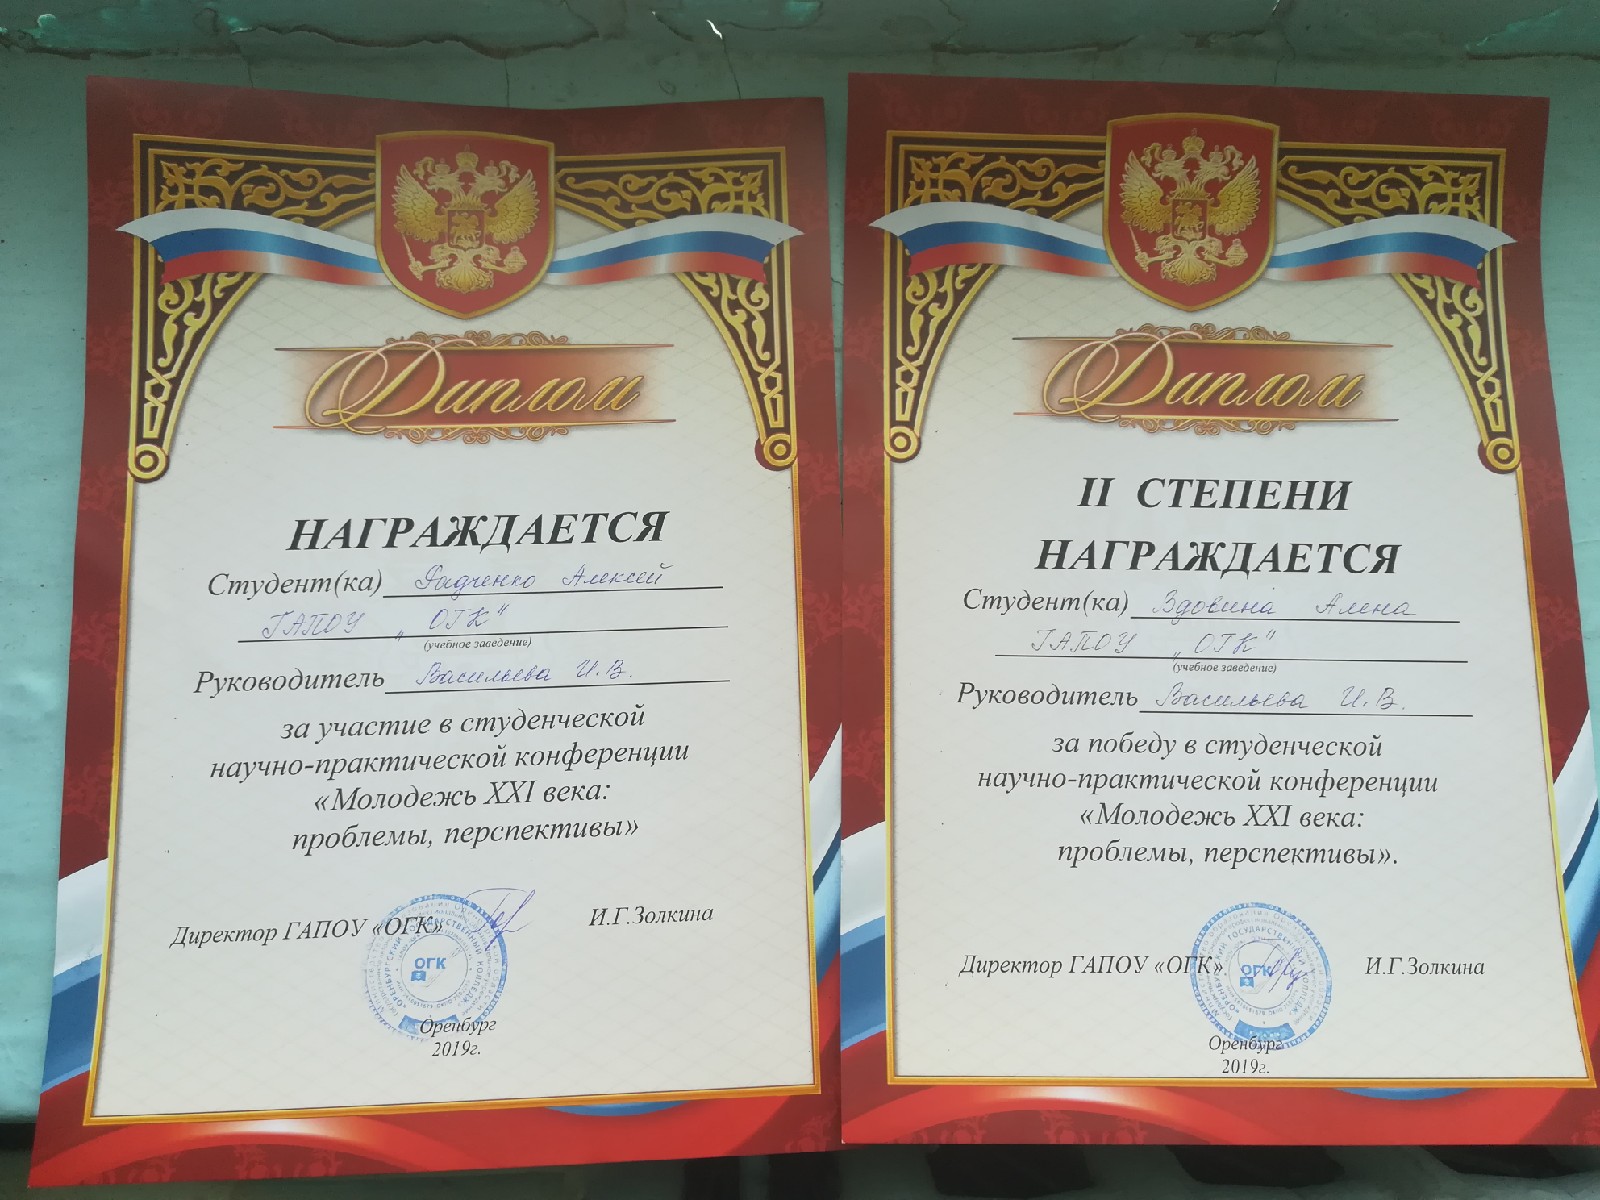 Диплом
НАГРАЖДАЕТСЯ
Студент(ка) Радченко Алексей
ГАПОУ „ОГК"
(учебное заведение)
Руководитель Васильева И.В.
за участие в студенческой
научно-практической конференции
«Молодежь XXI века:
проблемы, перспективы»
Директор ГАПОУ «ОГК» И.Г.Золкина
ОГК
Оренбург
2019г.
Диплом
II СТЕПЕНИ
НАГРАЖДАЕТСЯ
Студент(ка) Вдовина Алена
ГАПОУ „ОГК"
(учебное заведение)
Руководитель Васильева И.В.
за победу в студенческой
научно-практической конференции
«Молодежь XXI века:
проблемы, перспективы».
Директор ГАПОУ «ОГК» И.Г.Золкина
ОГК
Оренбург
2019г.